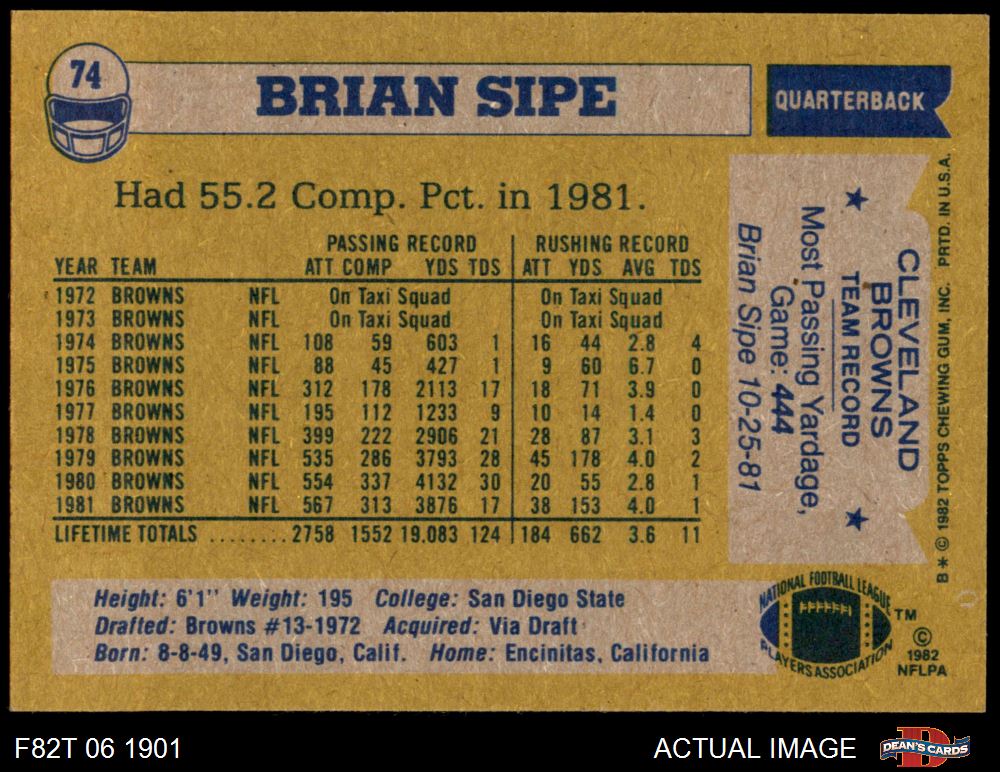 74
BRIAN SIPE
QUARTERBACK
Had 55.2 Comp. Pct. in 1981.
PASSING RECORD RUSHING RECORD
YEAR TEAM ATT COMP YDS TDS ATT YDS AVG TDS
1972 BROWNS NFL On Taxi Squad On Taxi Squad
1973 BROWNS NFL On Taxi Squad On Taxi Squad
1974 BROWNS NFL 108 59 603 1 16 44 2.8 4
1975 BROWNS NFL 88 45 427 1 9 60 6.7 0
1976 BROWNS NFL 312 178 2113 17 18 71 3.9 0
1977 BROWNS NFL 195 112 1233 9 10 14 1.4 0
1978 BROWNS NFL 399 222 2906 21 28 87 3.1 3
1979 BROWNS NFL 535 286 3793 28 45 178 4.0 2
1980 BROWNS NFL 554 337 4132 30 20 55 2.8 1
1981 BROWNS NFL 567 313 3876 17 38 153 4.0 1
LIFETIME TOTALS ........ 2758 1552 19.083 124 184 662 3.6 11
CLEVELAND
BROWNS
TEAM RECORD
Most Passing Yardage,
Game: 444
Brian Sipe 10-25-81
B * © 1982 TOPPS CHEWING GUM, INC. PRTD. IN U.S.A.
Height: 6'1" Weight: 195 College: San Diego State
Drafted: Browns #13-1972 Acquired: Via Draft
Born: 8-8-49, San Diego, Calif. Home: Encinitas, California
NATIONAL FOOTBALL LEAGUE
PLAYERS ASSOCIATION
TM
©
1982
NFLPA
F82T 06 1901
ACTUAL IMAGE
DEAN'S CARDS